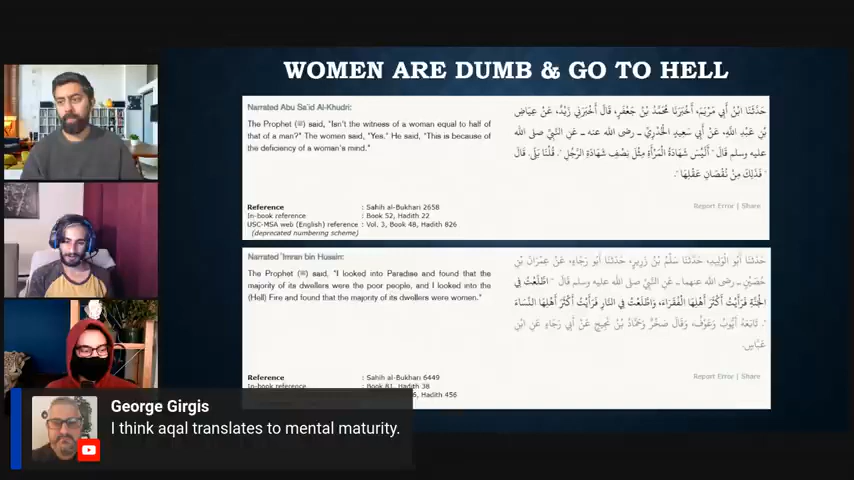 WOMEN ARE DUMB & GO TO HELL
Narrated Abu Sa'id Al-Khudri:
The Prophet (ﷺ) said, "Isn't the witness of a woman equal to half of
that of a man?" The women said, "Yes." He said, "This is because of
the deficiency of a woman's mind."
حَدَّثَنَا ابْنُ أَبِي مَرْيَمَ، أَخْبَرَنَا مُحَمَّدُ بْنُ جَعْفَرٍ، قَالَ أَخْبَرَنِي زَيْدٌ، عَنْ عِيَاضِ
بْنِ عَبْدِ اللَّهِ، عَنْ أَبِي سَعِيدٍ الْخُدْرِيِّ ـ رضى الله عنه ـ عَنِ النَّبِيِّ صلى الله
عليه وسلم قَالَ " أَلَيْسَ شَهَادَةُ الْمَرْأَةِ مِثْلَ نِصْفِ شَهَادَةِ الرَّجُلِ ". قُلْنَا بَلَى. قَالَ
" فَذَلِكَ مِنْ نُقْصَانِ عَقْلِهَا ".
Reference : Sahih al-Bukhari 2658
In-book reference : Book 52, Hadith 22
USC-MSA web (English) reference : Vol. 3, Book 48, Hadith 826
(deprecated numbering scheme)
Report Error | Share
Narrated `Imran bin Husain:
The Prophet (ﷺ) said, "I looked into Paradise and found that the
majority of its dwellers were the poor people, and I looked into the
(Hell) Fire and found that the majority of its dwellers were women."
حَدَّثَنَا أَبُو الْوَلِيدِ، حَدَّثَنَا سَلْمُ بْنُ زَرِيرٍ، حَدَّثَنَا أَبُو رَجَاءٍ، عَنْ عِمْرَانَ بْنِ
حُصَيْنٍ ـ رضى الله عنهما ـ عَنِ النَّبِيِّ صلى الله عليه وسلم قَالَ " اطَّلَعْتُ فِي
الْجَنَّةِ فَرَأَيْتُ أَكْثَرَ أَهْلِهَا الْفُقَرَاءَ، وَاطَّلَعْتُ فِي النَّارِ فَرَأَيْتُ أَكْثَرَ أَهْلِهَا النِّسَاءَ
". تَابَعَهُ أَيُّوبُ وَعَوْفٌ، وَقَالَ صَخْرٌ وَحَمَّادُ بْنُ نَجِيحٍ عَنْ أَبِي رَجَاءٍ عَنِ ابْنِ
عَبَّاسٍ.
Reference : Sahih al-Bukhari 6449
In-book reference : Book 81, Hadith 38
6, Hadith 456
Report Error | Share
George Girgis
I think aqal translates to mental maturity.